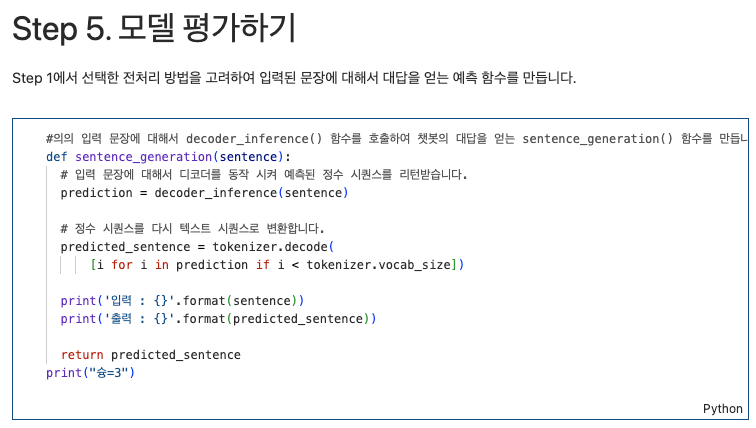 Step 5. 모델 평가하기
Step 1에서 선택한 전처리 방법을 고려하여 입력된 문장에 대해서 대답을 얻는 예측 함수를 만듭니다.
#의의 입력 문장에 대해서 decoder_inference() 함수를 호출하여 챗봇의 대답을 얻는 sentence_generation() 함수를 만듭니
def sentence_generation(sentence):
# 입력 문장에 대해서 디코더를 동작 시켜 예측된 정수 시퀀스를 리턴받습니다.
prediction = decoder_inference(sentence)
# 정수 시퀀스를 다시 텍스트 시퀀스로 변환합니다.
predicted_sentence = tokenizer.decode(
[i for i in prediction if i < tokenizer.vocab_size])
print('입력 : {}'.format(sentence))
print('출력 : {}'.format(predicted_sentence))
return predicted_sentence
print("슝=3")
Python